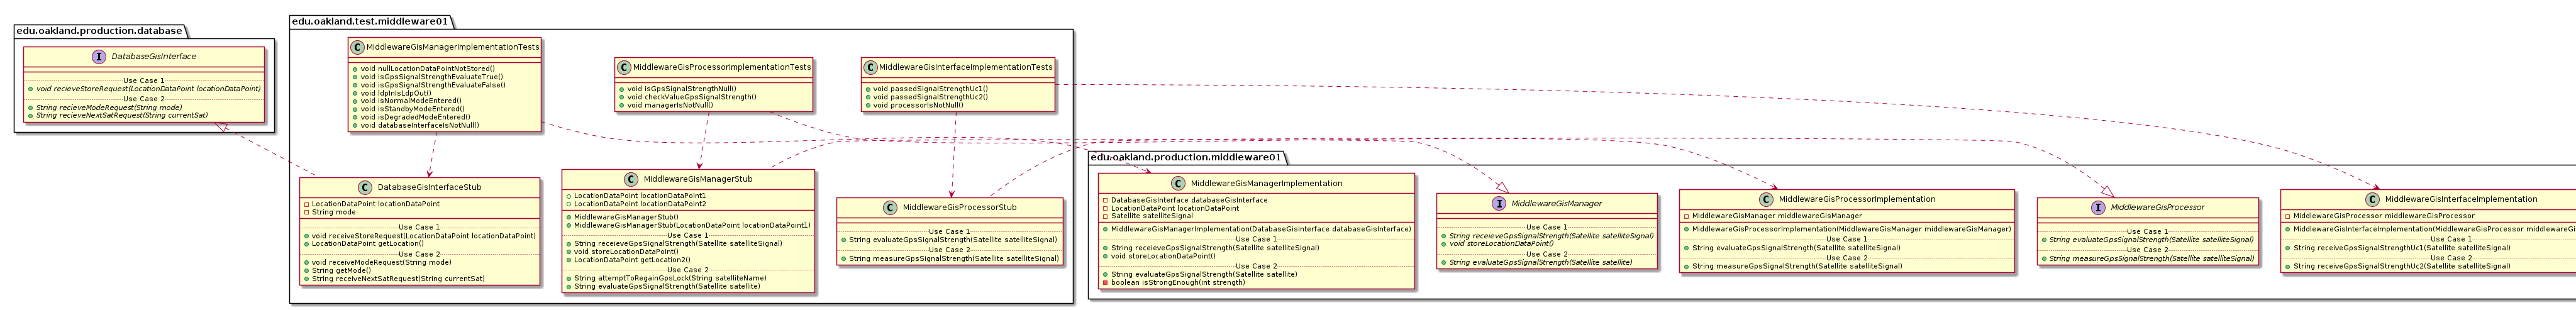 edu.oakland.production.database
I DatabaseGisInterface
Use Case 1
void recieveStoreRequest(LocationDataPoint locationDataPoint)
Use Case 2
String recieveModeRequest(String mode)
String recieveNextSatRequest(String currentSat)
edu.oakland.test.middleware01
C MiddlewareGisManagerImplementationTests
void nullLocationDataPointNotStored()
void isGpsSignalStrengthEvaluateTrue()
void isGpsSignalStrengthEvaluateFalse()
void ldpInIsLdpOut()
void isNormalModeEntered()
void isStandbyModeEntered()
void isDegradedModeEntered()
void databaseInterfaceIsNotNull()
C MiddlewareGisProcessorImplementationTests
void isGpsSignalStrengthNull()
void checkValueGpsSignalStrength()
void managerIsNotNull()
C MiddlewareGisInterfaceImplementationTests
void passedSignalStrengthUc1()
void passedSignalStrengthUc2()
void processorIsNotNull()
C DatabaseGisInterfaceStub
LocationDataPoint locationDataPoint
String mode
Use Case 1
void receiveStoreRequest(LocationDataPoint locationDataPoint)
LocationDataPoint getLocation()
Use Case 2
void receiveModeRequest(String mode)
String getMode()
String receiveNextSatRequest(String currentSat)
C MiddlewareGisManagerStub
LocationDataPoint locationDataPoint1
LocationDataPoint locationDataPoint2
MiddlewareGisManagerStub()
MiddlewareGisManagerStub(LocationDataPoint locationDataPoint1)
Use Case 1
String receieveGpsSignalStrength(Satellite satelliteSignal)
void storeLocationDataPoint()
LocationDataPoint getLocation2()
Use Case 2
String attemptToRegainGpsLock(String satelliteName)
String evaluateGpsSignalStrength(Satellite satellite)
C MiddlewareGisProcessorStub
Use Case 1
String evaluateGpsSignalStrength(Satellite satelliteSignal)
Use Case 2
String measureGpsSignalStrength(Satellite satelliteSignal)
edu.oakland.production.middleware01
C MiddlewareGisManagerImplementation
DatabaseGisInterface databaseGisInterface
LocationDataPoint locationDataPoint
Satellite satelliteSignal
MiddlewareGisManagerImplementation(DatabaseGisInterface databaseGisInterface)
Use Case 1
String receieveGpsSignalStrength(Satellite satelliteSignal)
void storeLocationDataPoint()
Use Case 2
String evaluateGpsSignalStrength(Satellite satellite)
boolean isStrongEnough(int strength)
I MiddlewareGisManager
Use Case 1
String receieveGpsSignalStrength(Satellite satelliteSignal)
void storeLocationDataPoint()
Use Case 2
String evaluateGpsSignalStrength(Satellite satellite)
C MiddlewareGisProcessorImplementation
MiddlewareGisManager middlewareGisManager
MiddlewareGisProcessorImplementation(MiddlewareGisManager middlewareGisManager)
Use Case 1
String evaluateGpsSignalStrength(Satellite satelliteSignal)
Use Case 2
String measureGpsSignalStrength(Satellite satelliteSignal)
I MiddlewareGisProcessor
Use Case 1
String evaluateGpsSignalStrength(Satellite satelliteSignal)
Use Case 2
String measureGpsSignalStrength(Satellite satelliteSignal)
C MiddlewareGisInterfaceImplementation
MiddlewareGisProcessor middlewareGisProcessor
MiddlewareGisInterfaceImplementation(MiddlewareGisProcessor
Use Case 1
String receiveGpsSignalStrengthUc1(Satellite satelliteSignal)
Use Case 2
String receiveGpsSignalStrengthUc2(Satellite satelliteSignal)